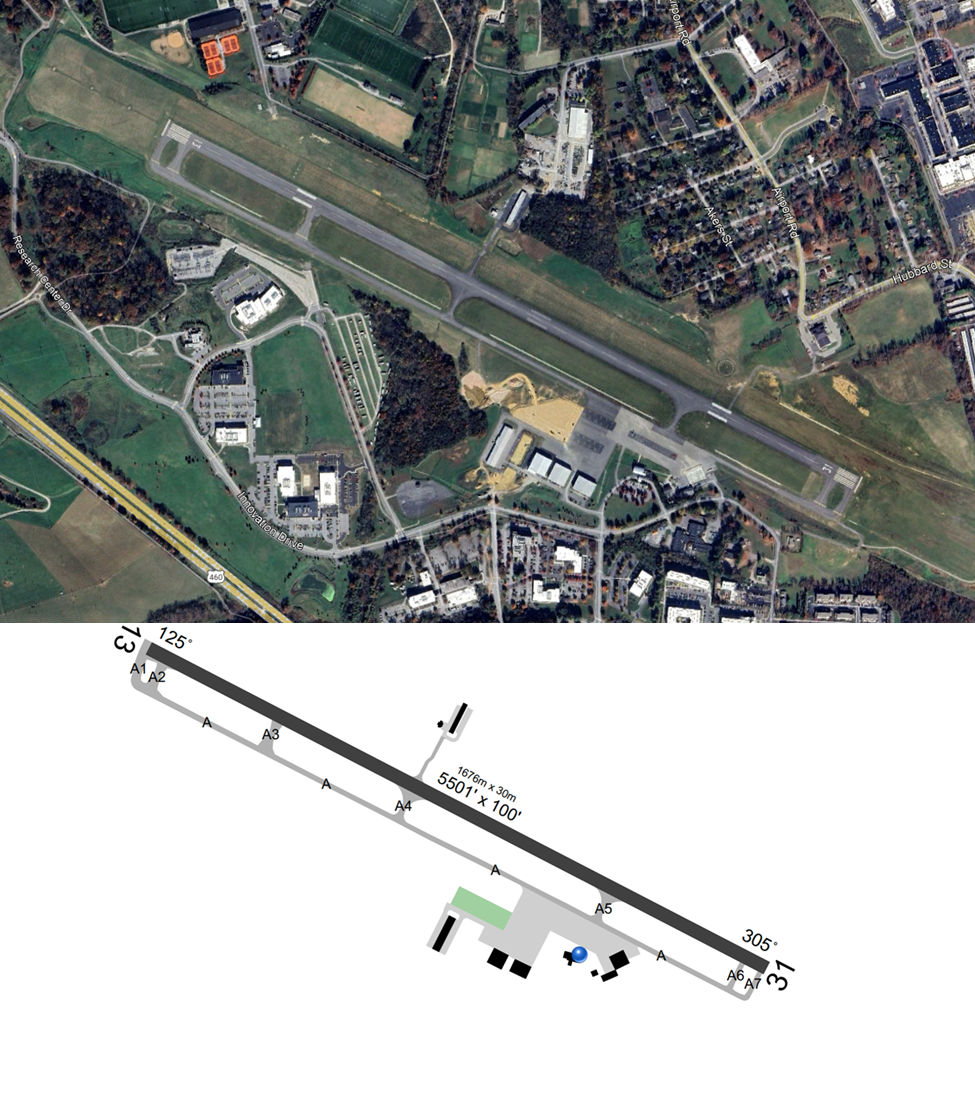 Airport Rd
Airport Rd
Akers St
Hubbard St
Research Center Dr
Innovation Drive
460
13
125°
A1
A2
A
A3
A
1676m x 30m
5501' x 100'
A4
A
A5
305°
A
A6
A7
31